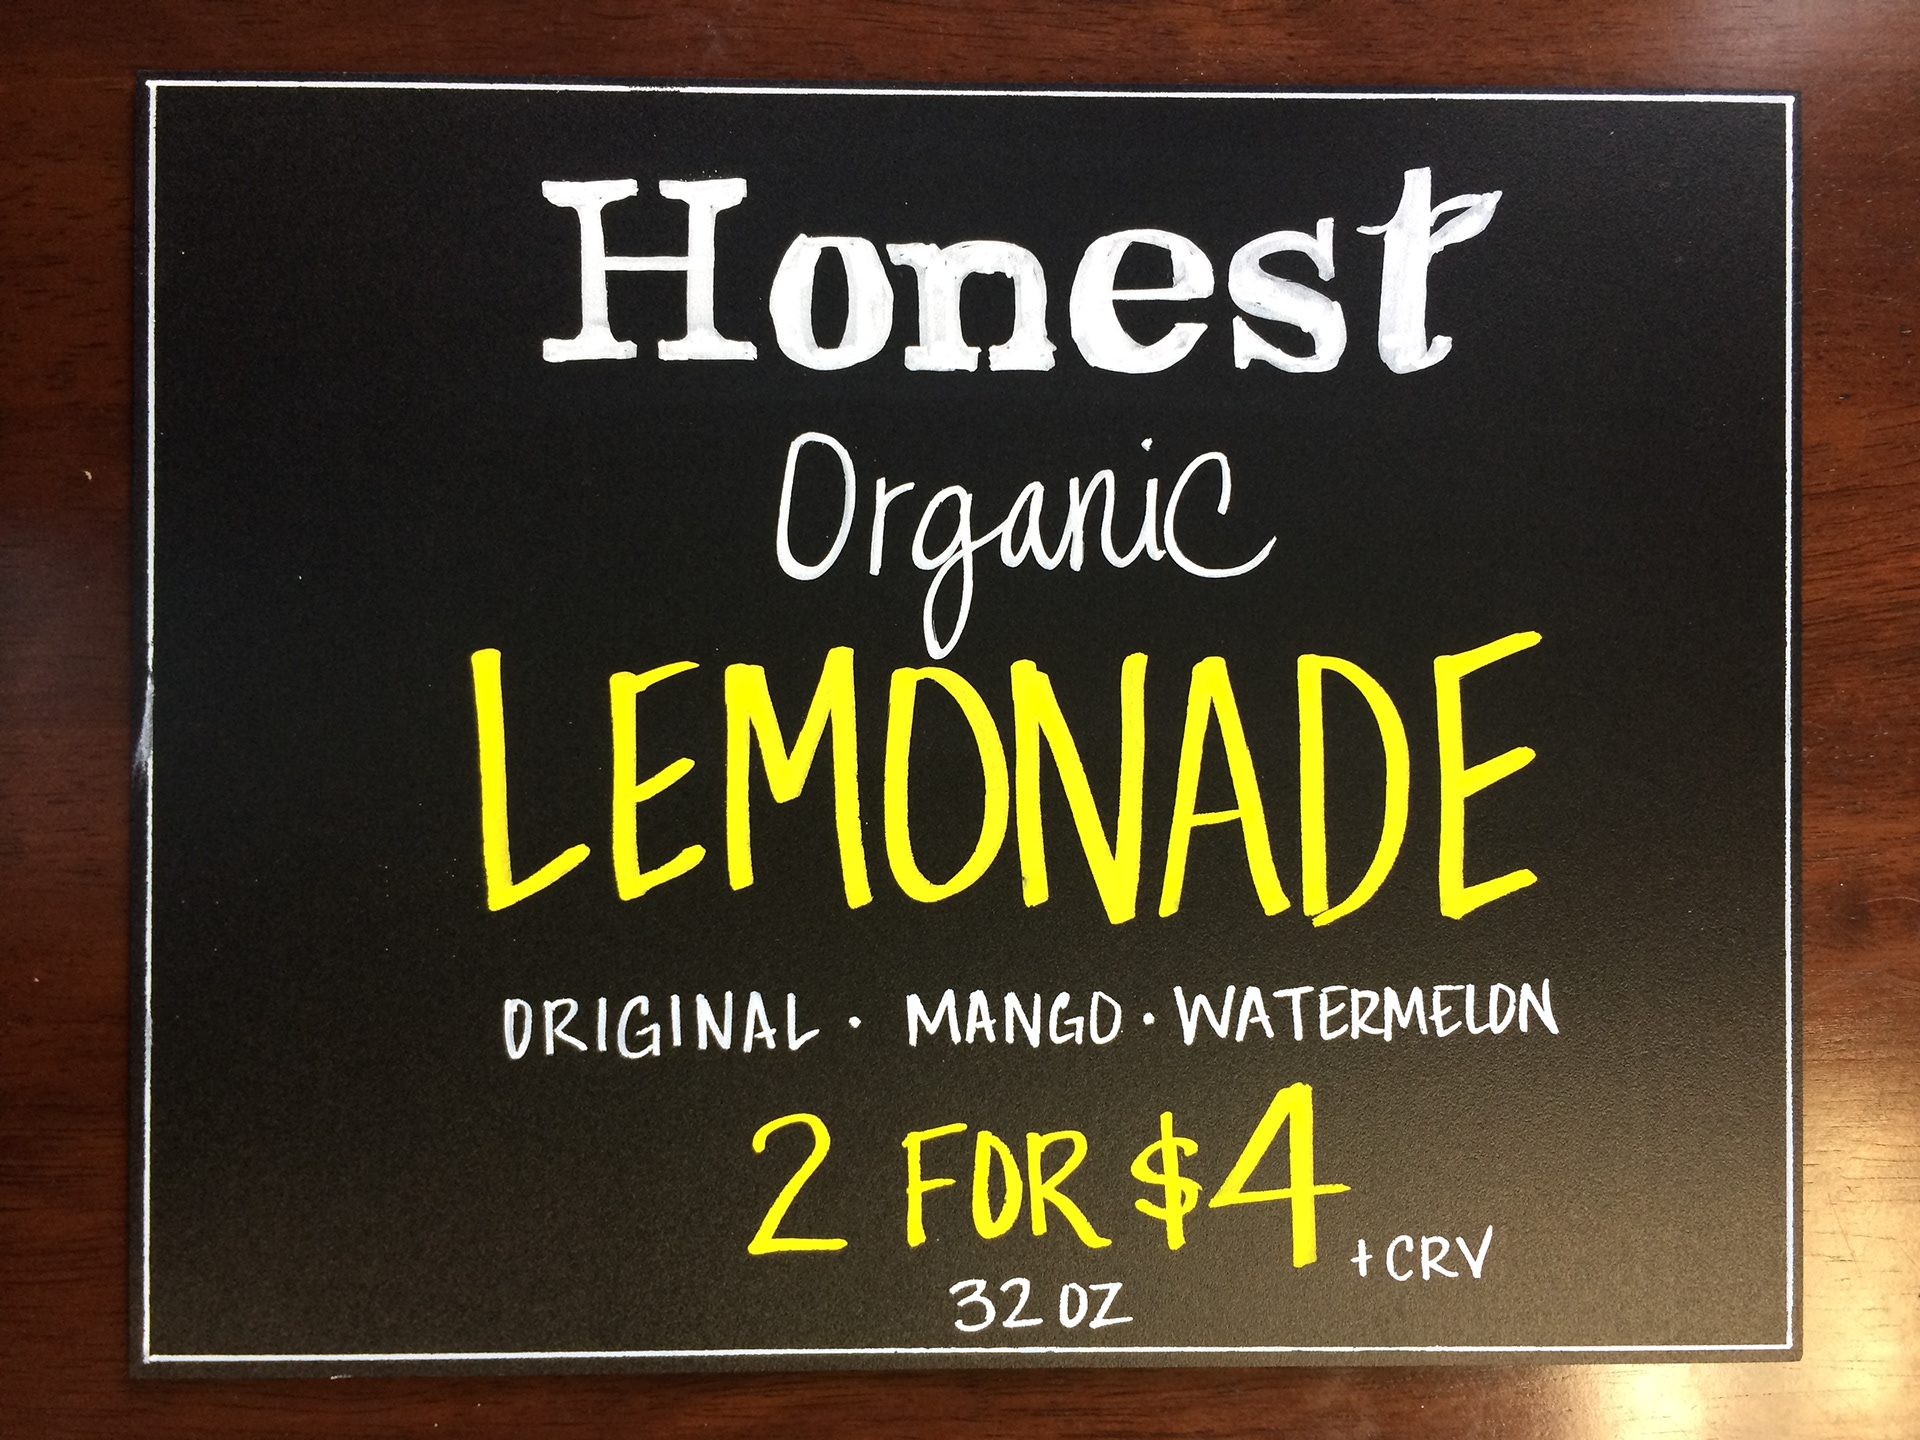 Honest
Organic
LEMONADE
ORIGINAL · MANGO · WATERMELON
2 FOR $4 + CRV
32 OZ